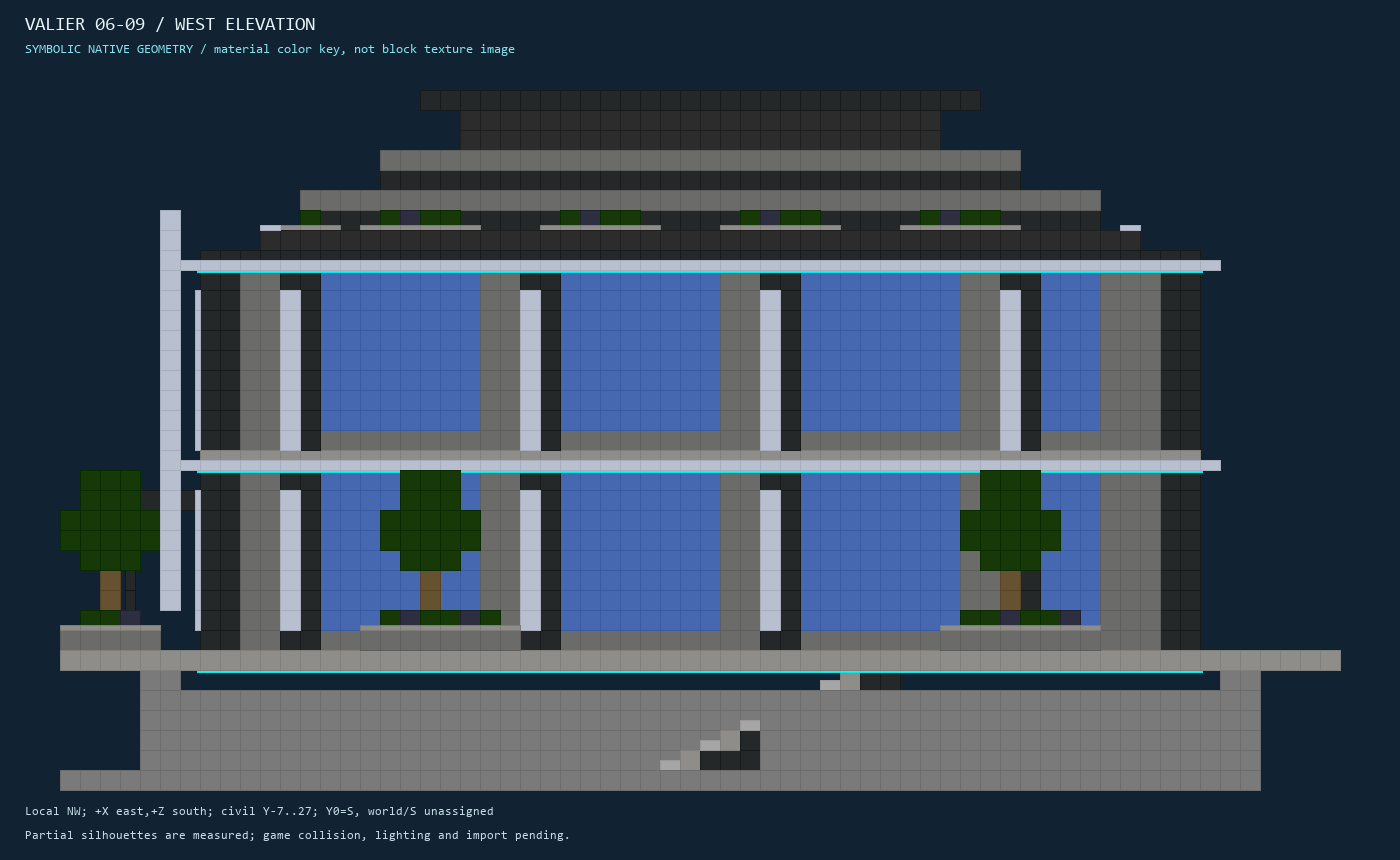 VALIER 06-09 / WEST ELEVATION
SYMBOLIC NATIVE GEOMETRY / material color key, not block texture image
Local NW; +X east,+Z south; civil Y-7..27; Y0=S, world/S unassigned
Partial silhouettes are measured; game collision, lighting and import pending.